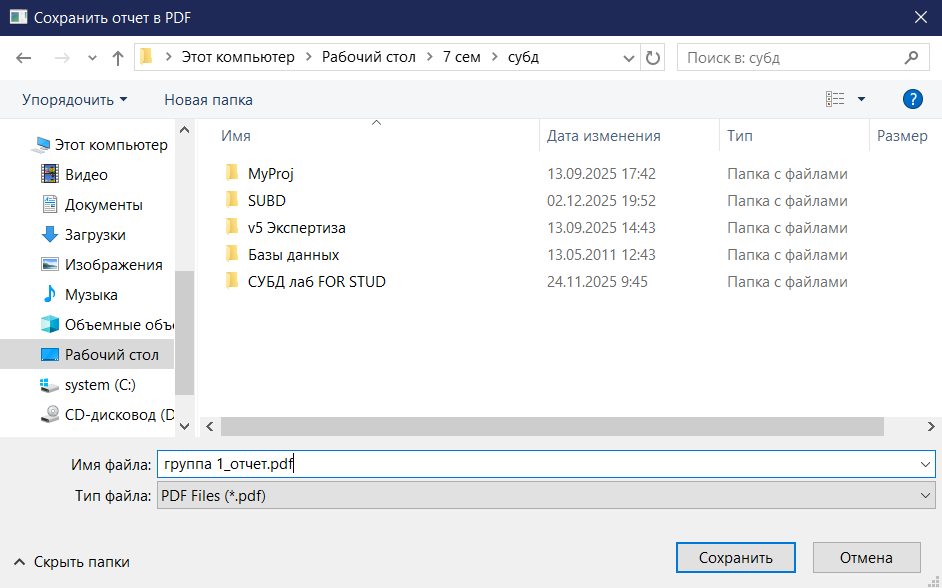 Сохранить отчет в PDF
Этот компьютер
Рабочий стол
7 сем
субд
Поиск в: субд
Упорядочить
Новая папка
?
Этот компьютер
Видео
Документы
Загрузки
Изображения
Музыка
Объемные объе
Рабочий стол
system (C:)
CD-дисковод (D
Имя Дата изменения Тип Размер
MyProj 13.09.2025 17:42 Папка с файлами
SUBD 02.12.2025 19:52 Папка с файлами
v5 Экспертиза 13.09.2025 14:43 Папка с файлами
Базы данных 13.05.2011 12:43 Папка с файлами
СУБД лаб FOR STUD 24.11.2025 9:45 Папка с файлами
Имя файла: группа 1_отчет.pdf
Тип файла: PDF Files (*.pdf)
Скрыть папки
Сохранить
Отмена